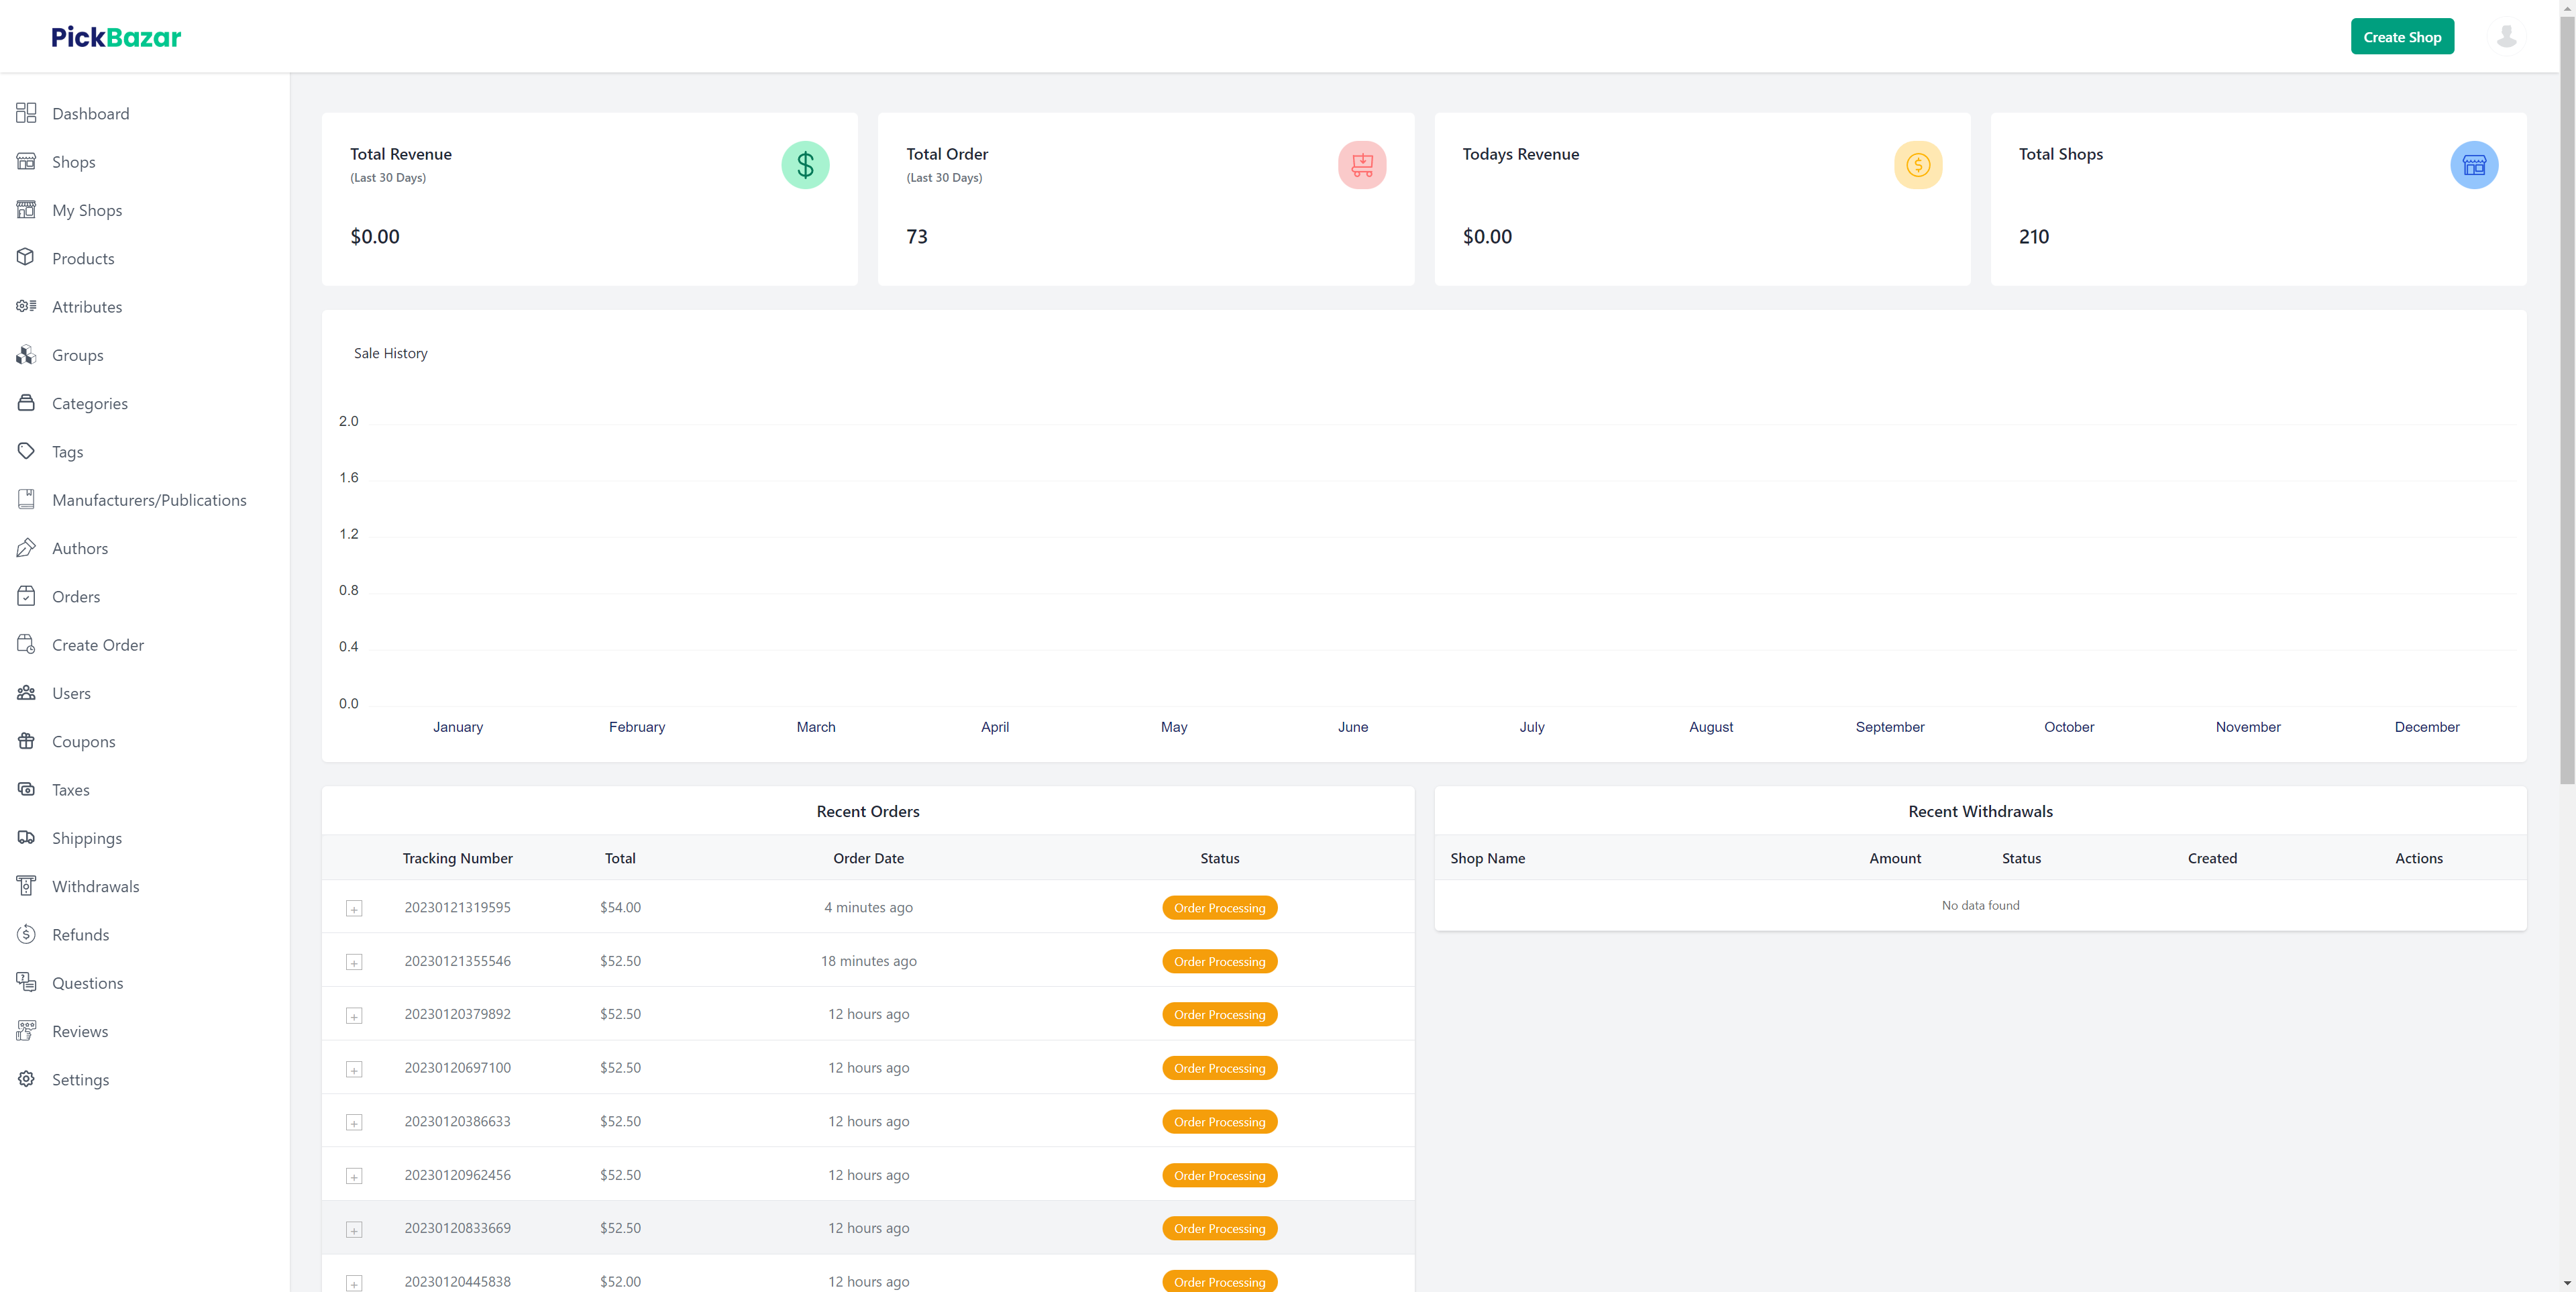 PickBazar
Create Shop
Dashboard
Shops
My Shops
Products
Attributes
Groups
Categories
Tags
Manufacturers/Publications
Authors
Orders
Create Order
Users
Coupons
Taxes
Shippings
Withdrawals
Refunds
Questions
Reviews
Settings
Total Revenue
(Last 30 Days)
$0.00
Total Order
(Last 30 Days)
73
Todays Revenue
$0.00
Total Shops
210
Sale History
2.0
1.6
1.2
0.8
0.4
0.0
January February March April May June July August September October November December
Recent Orders
Tracking Number Total Order Date Status
20230121319595 $54.00 4 minutes ago Order Processing
20230121355546 $52.50 18 minutes ago Order Processing
20230120379892 $52.50 12 hours ago Order Processing
20230120697100 $52.50 12 hours ago Order Processing
20230120386633 $52.50 12 hours ago Order Processing
20230120962456 $52.50 12 hours ago Order Processing
20230120833669 $52.50 12 hours ago Order Processing
20230120445838 $52.00 12 hours ago Order Processing
Recent Withdrawals
Shop Name Amount Status Created Actions
No data found